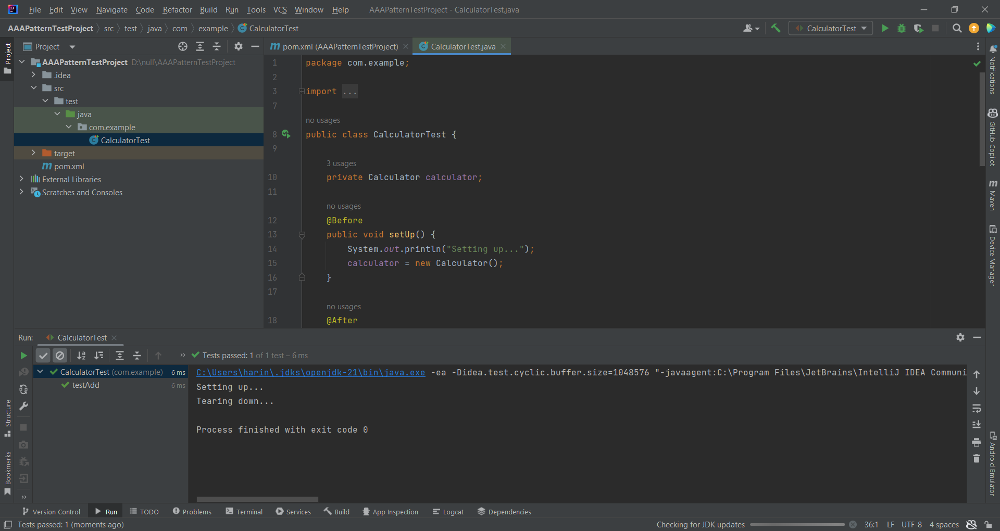 File Edit View Navigate Code Refactor Build Run Tools VCS Window Help AAAPatternTestProject - CalculatorTest.java
AAAPatternTestProject src test java com example CalculatorTest
CalculatorTest
Project
pom.xml (AAAPatternTestProject)
CalculatorTest.java
Project
AAAPatternTestProject D:\null\AAAPatternTestProject
.idea
src
test
java
com.example
CalculatorTest
target
pom.xml
External Libraries
Scratches and Consoles
1 package com.example;
2
3 import ...
7
no usages
8 public class CalculatorTest {
9
3 usages
10 private Calculator calculator;
11
no usages
12 @Before
13 public void setUp() {
14 System.out.println("Setting up...");
15 calculator = new Calculator();
16 }
17
no usages
18 @After
Notifications
GitHub Copilot
Maven
Device Manager
Android Emulator
Run: CalculatorTest
Tests passed: 1 of 1 test – 6 ms
CalculatorTest (com.example) 6 ms
testAdd 6 ms
C:\Users\harin\.jdks\openjdk-21\bin\java.exe -ea -Didea.test.cyclic.buffer.size=1048576 "-javaagent:C:\Program Files\JetBrains\IntelliJ IDEA Communi
Setting up...
Tearing down...
Process finished with exit code 0
Structure
Bookmarks
Version Control Run TODO Problems Terminal Services Build App Inspection Logcat Dependencies
Tests passed: 1 (moments ago)
Checking for JDK updates 36:1 LF UTF-8 4 spaces